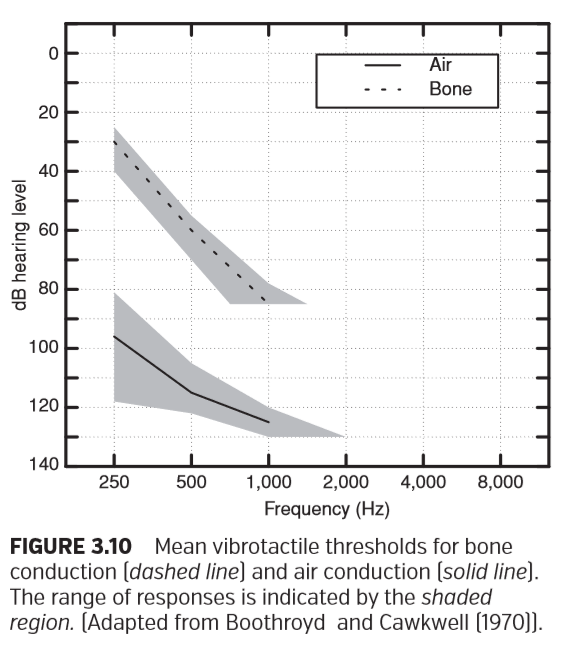 0
20
40
60
80
100
120
140
dB hearing level
Air
Bone
250 500 1,000 2,000 4,000 8,000
Frequency (Hz)
FIGURE 3.10 Mean vibrotactile thresholds for bone
conduction (dashed line) and air conduction (solid line).
The range of responses is indicated by the shaded
region. (Adapted from Boothroyd and Cawkwell (1970)).